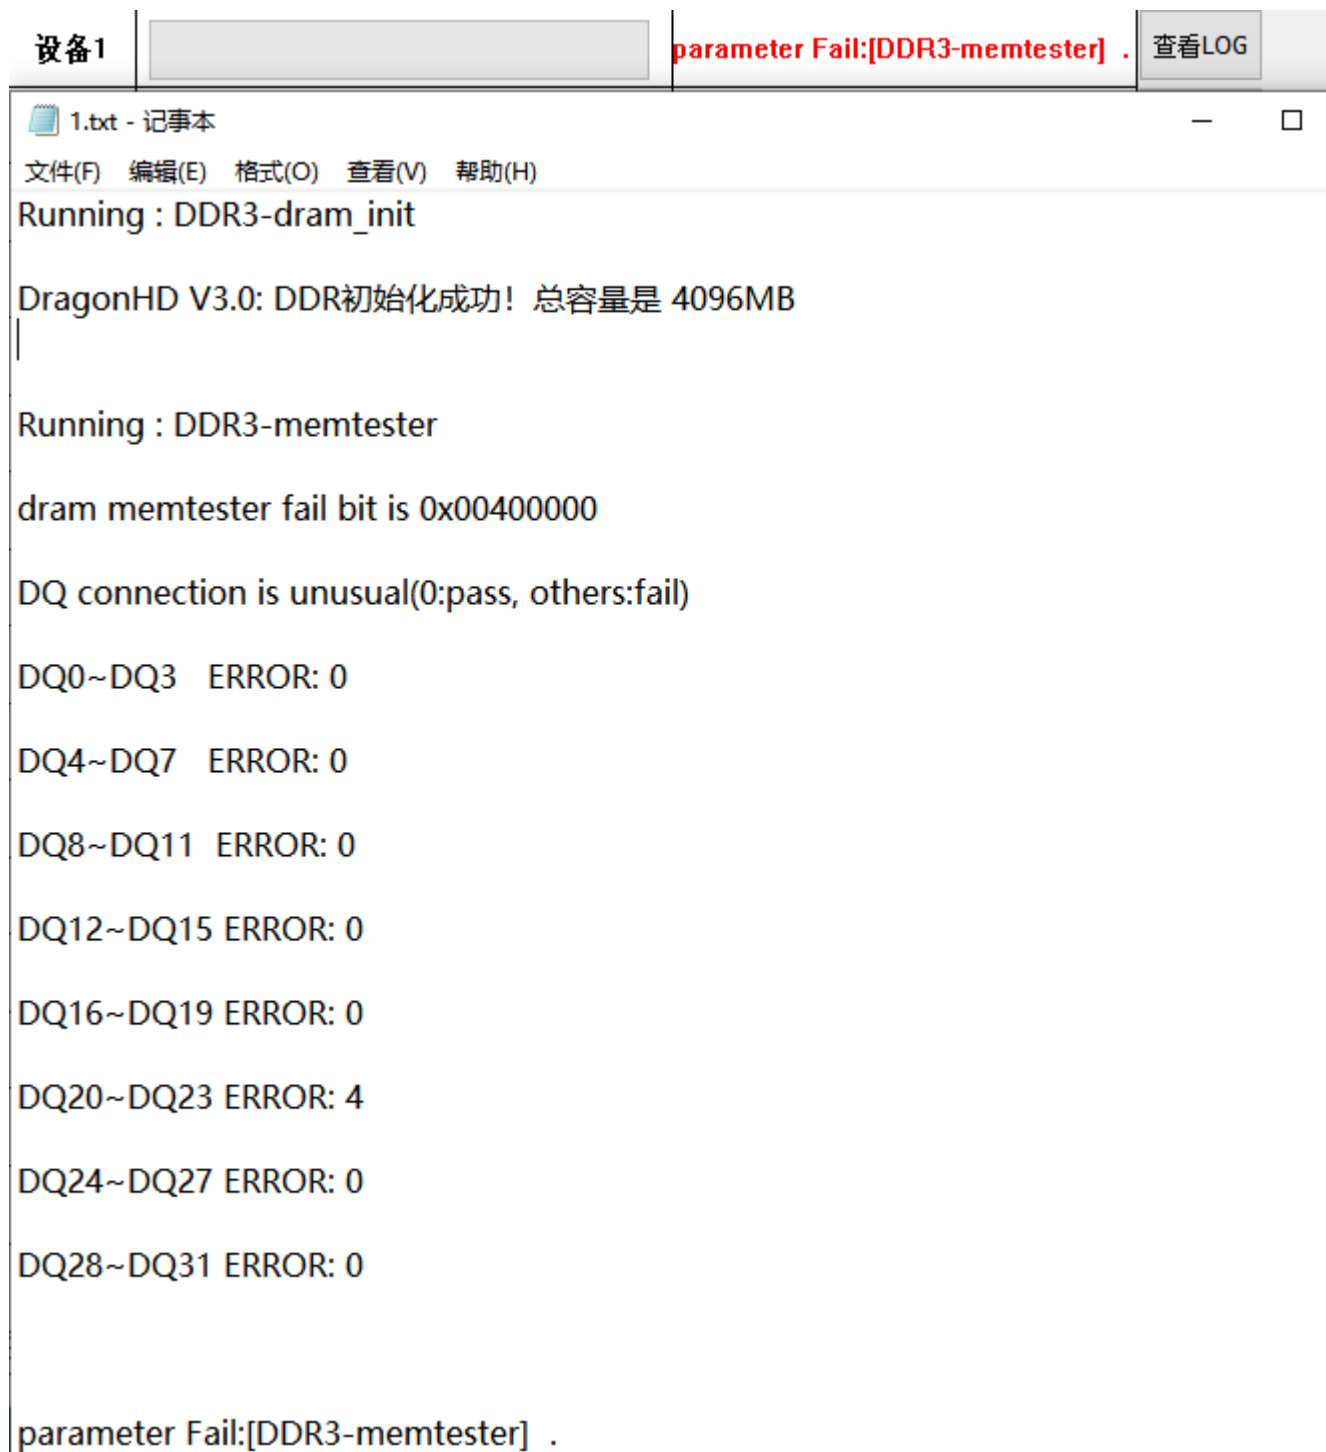 设备1
parameter Fail:[DDR3-memtester]  .
查看LOG
1.txt - 记事本
文件(F) 编辑(E) 格式(O) 查看(V) 帮助(H)
Running : DDR3-dram_init
DragonHD V3.0: DDR初始化成功！总容量是 4096MB
Running : DDR3-memtester
dram memtester fail bit is 0x00400000
DQ connection is unusual(0:pass, others:fail)
DQ0~DQ3   ERROR: 0
DQ4~DQ7   ERROR: 0
DQ8~DQ11  ERROR: 0
DQ12~DQ15 ERROR: 0
DQ16~DQ19 ERROR: 0
DQ20~DQ23 ERROR: 4
DQ24~DQ27 ERROR: 0
DQ28~DQ31 ERROR: 0
parameter Fail:[DDR3-memtester]  .